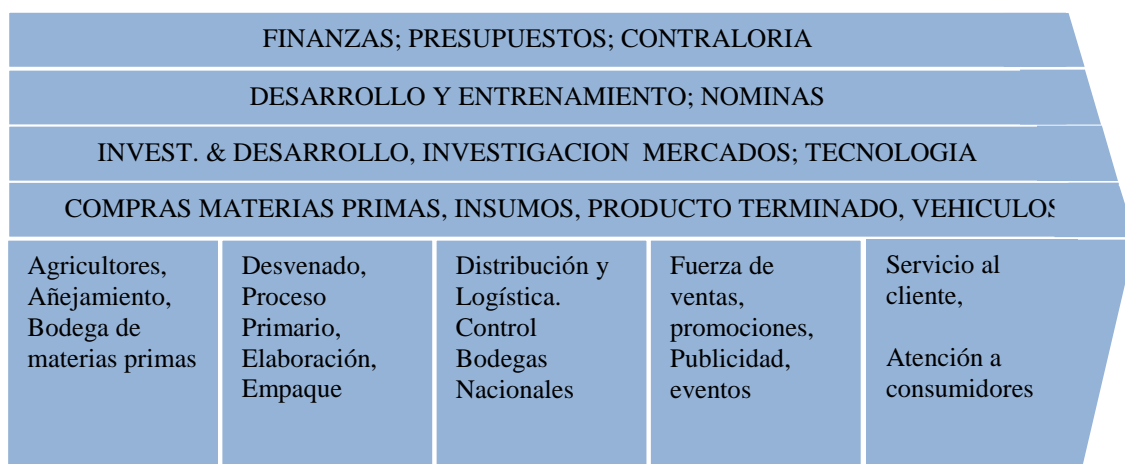 FINANZAS; PRESUPUESTOS; CONTRALORIA
DESARROLLO Y ENTRENAMIENTO; NOMINAS
INVEST. & DESARROLLO, INVESTIGACION MERCADOS; TECNOLOGIA
COMPRAS MATERIAS PRIMAS, INSUMOS, PRODUCTO TERMINADO, VEHICULOS
Agricultores,
Añejamiento,
Bodega de
materias primas
Desvenado,
Proceso
Primario,
Elaboración,
Empaque
Distribución y
Logística.
Control
Bodegas
Nacionales
Fuerza de
ventas,
promociones,
Publicidad,
eventos
Servicio al
cliente,
Atención a
consumidores